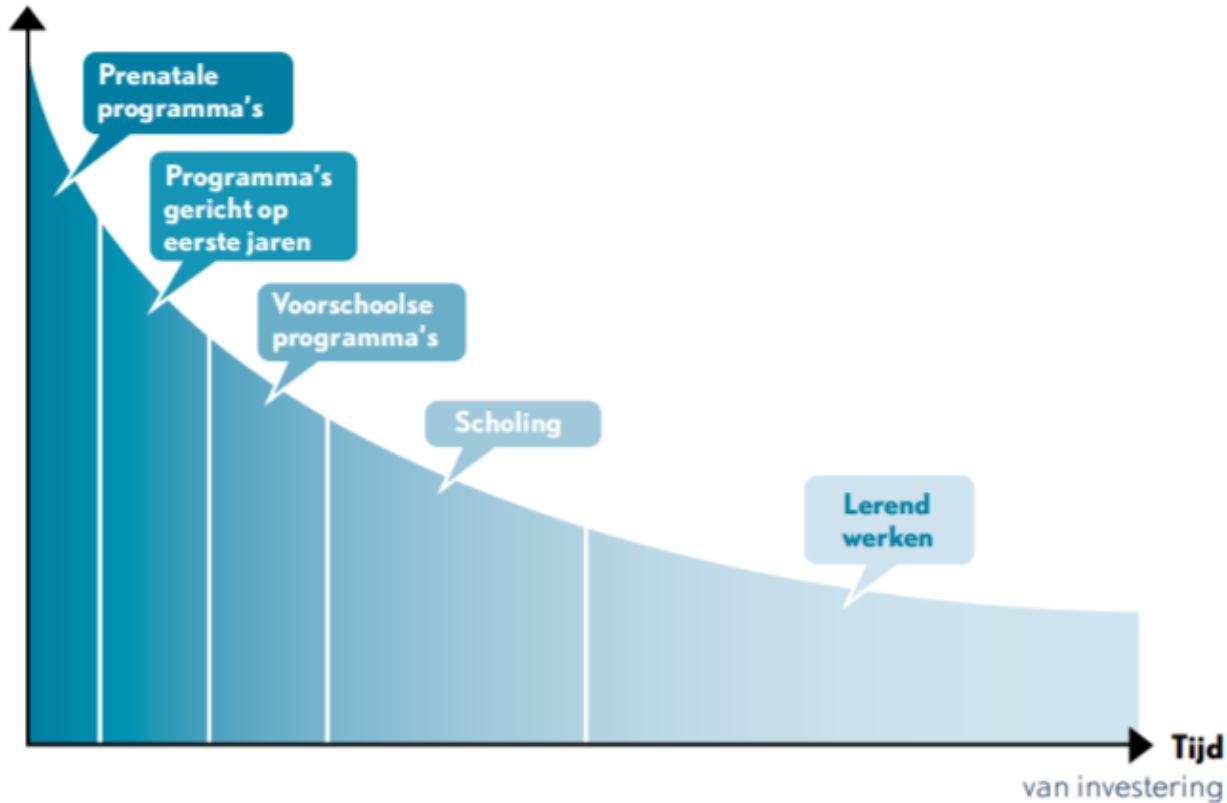 Prenatale
programma's
Programma's
gericht op
eerste jaren
Voorschoolse
programma's
Scholing
Lerend
werken
Tijd
van investering